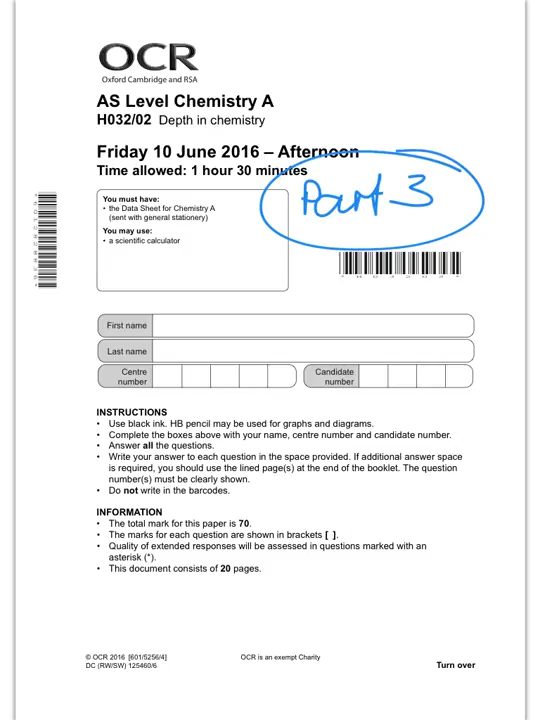 OCR
Oxford Cambridge and RSA
AS Level Chemistry A
H032/02 Depth in chemistry
Friday 10 June 2016 – Afternoon
Time allowed: 1 hour 30 minutes
Part 3
You must have:
• the Data Sheet for Chemistry A
(sent with general stationery)
You may use:
• a scientific calculator
First name
Last name
Centre number
Candidate number
INSTRUCTIONS
• Use black ink. HB pencil may be used for graphs and diagrams.
• Complete the boxes above with your name, centre number and candidate number.
• Answer all the questions.
• Write your answer to each question in the space provided. If additional answer space
is required, you should use the lined page(s) at the end of the booklet. The question
number(s) must be clearly shown.
• Do not write in the barcodes.
INFORMATION
• The total mark for this paper is 70.
• The marks for each question are shown in brackets [ ].
• Quality of extended responses will be assessed in questions marked with an
asterisk (*).
• This document consists of 20 pages.
© OCR 2016 [601/5256/4]
DC (RW/SW) 125460/6
OCR is an exempt Charity
Turn over